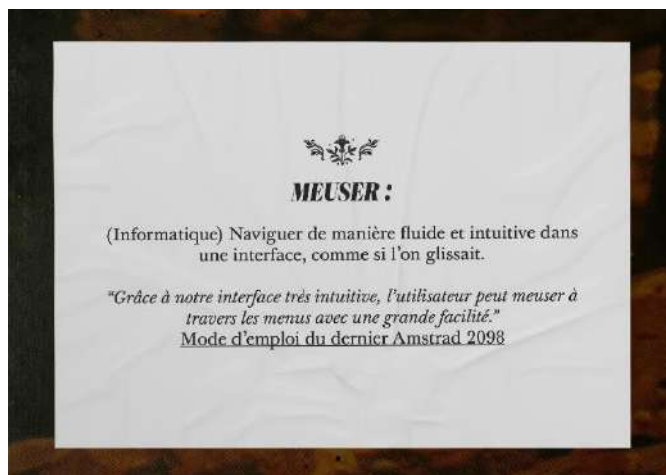 MEUSER :
(Informatique) Naviguer de manière fluide et intuitive dans
une interface, comme si l'on glissait.
"Grâce à notre interface très intuitive, l'utilisateur peut meuser à
travers les menus avec une grande facilité."
Mode d'emploi du dernier Amstrad 2098